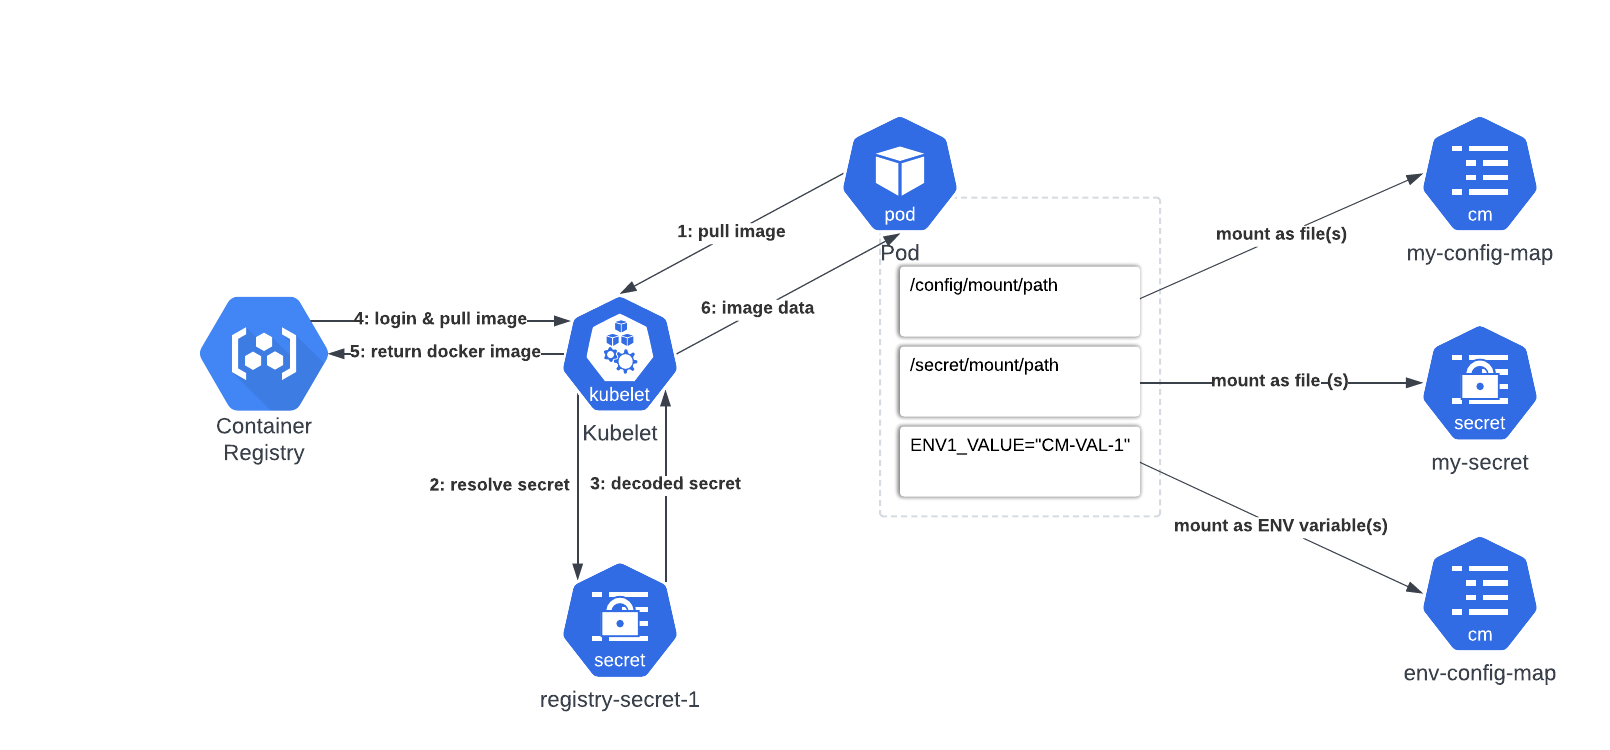 pod
Pod
cm
my-config-map
1: pull image
mount as file(s)
/config/mount/path
6: image data
4: login & pull image
5: return docker image
kubelet
Kubelet
Container
Registry
/secret/mount/path
mount as file (s)
secret
my-secret
ENV1_VALUE="CM-VAL-1"
2: resolve secret
3: decoded secret
mount as ENV variable(s)
cm
env-config-map
secret
registry-secret-1